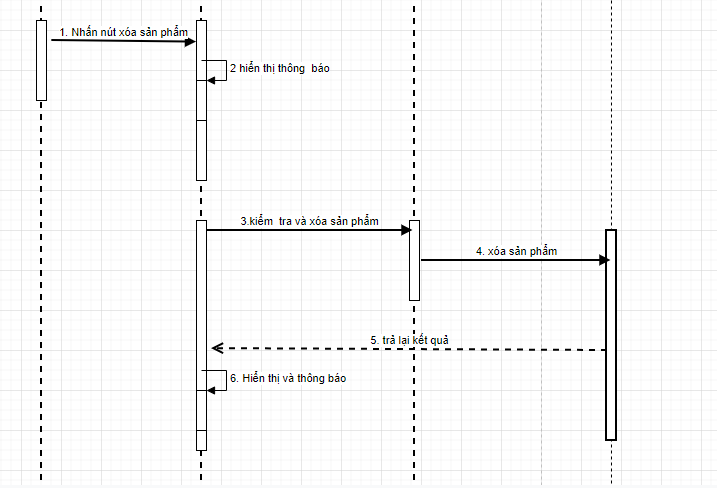 1. Nhấn nút xóa sản phẩm
2 hiển thị thông báo
3.kiểm tra và xóa sản phẩm
4. xóa sản phẩm
5. trả lại kết quả
6. Hiển thị và thông báo